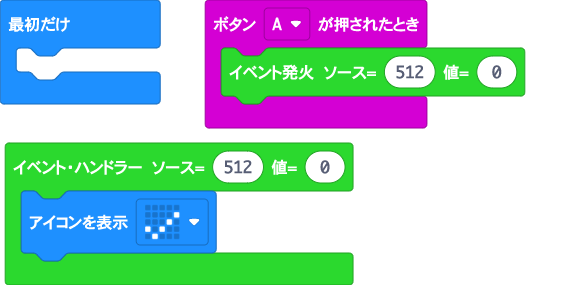 最初だけ
ボタン A が押されたとき
イベント発火 ソース= 512 値= 0
イベント・ハンドラー ソース= 512 値= 0
アイコンを表示